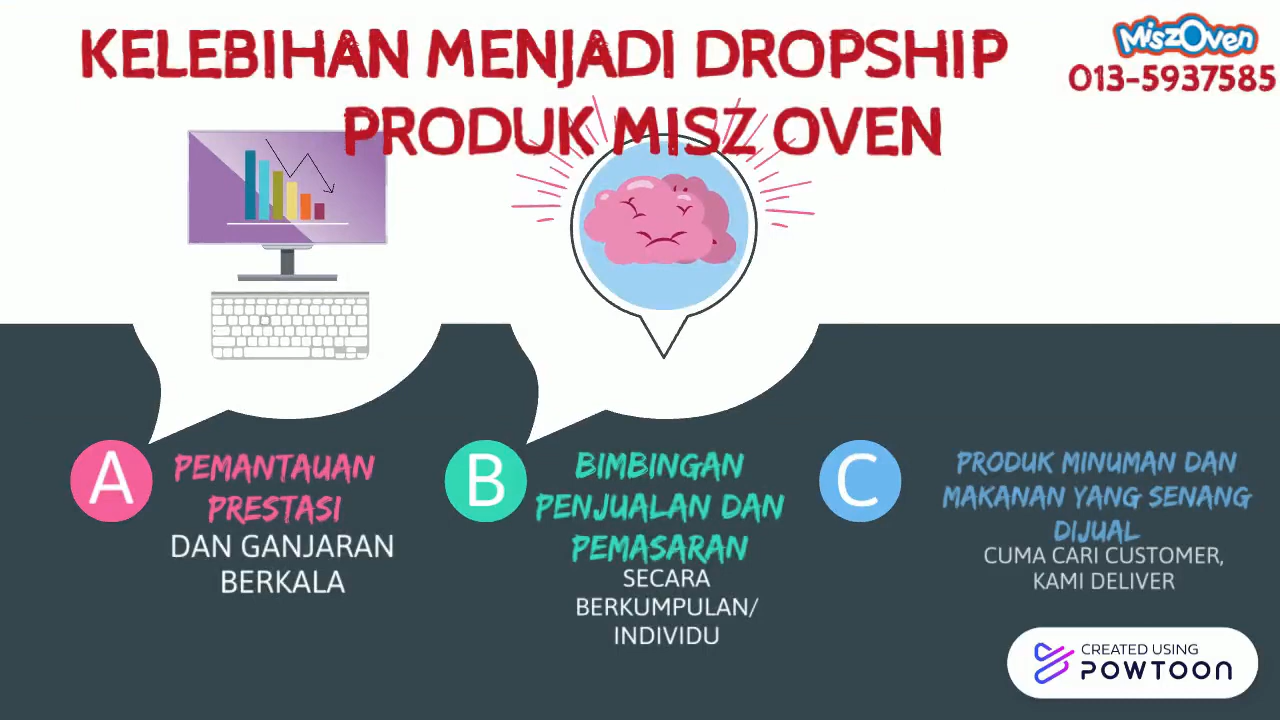 KELEBIHAN MENJADI DROPSHIP
PRODUK MISZ OVEN
MiszOven
013-5937585
A
PEMANTAUAN
PRESTASI
DAN GANJARAN
BERKALA
B
BIMBINGAN
PENJUALAN DAN
PEMASARAN
SECARA
BERKUMPULAN/
INDIVIDU
C
PRODUK MINUMAN DAN
MAKANAN YANG SENANG
DIJUAL
CUMA CARI CUSTOMER,
KAMI DELIVER
CREATED USING
POWTOON